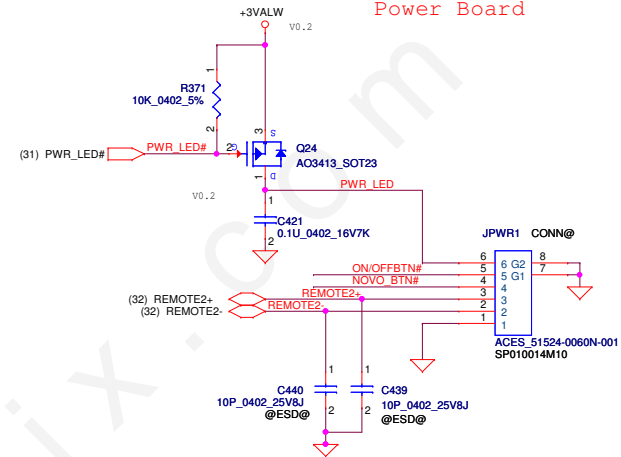 Power Board
+3VALW
V0.2
1
R371
10K_0402_5%
2
3
S
(31) PWR_LED#
PWR_LED#
2
G
Q24
AO3413_SOT23
1
D
PWR_LED
V0.2
1
C421
0.1U_0402_16V7K
2
JPWR1 CONN@
6 6 G2 8
ON/OFFBTN# 5 5 G1 7
NOVO_BTN# 4 4
(32) REMOTE2+ REMOTE2+ 3 3
(32) REMOTE2- REMOTE2- 2 2
1 1
ACES_51524-0060N-001
SP010014M10
1 1
C440 C439
10P_0402_25V8J 2 2 10P_0402_25V8J
@ESD@ @ESD@
ix.com